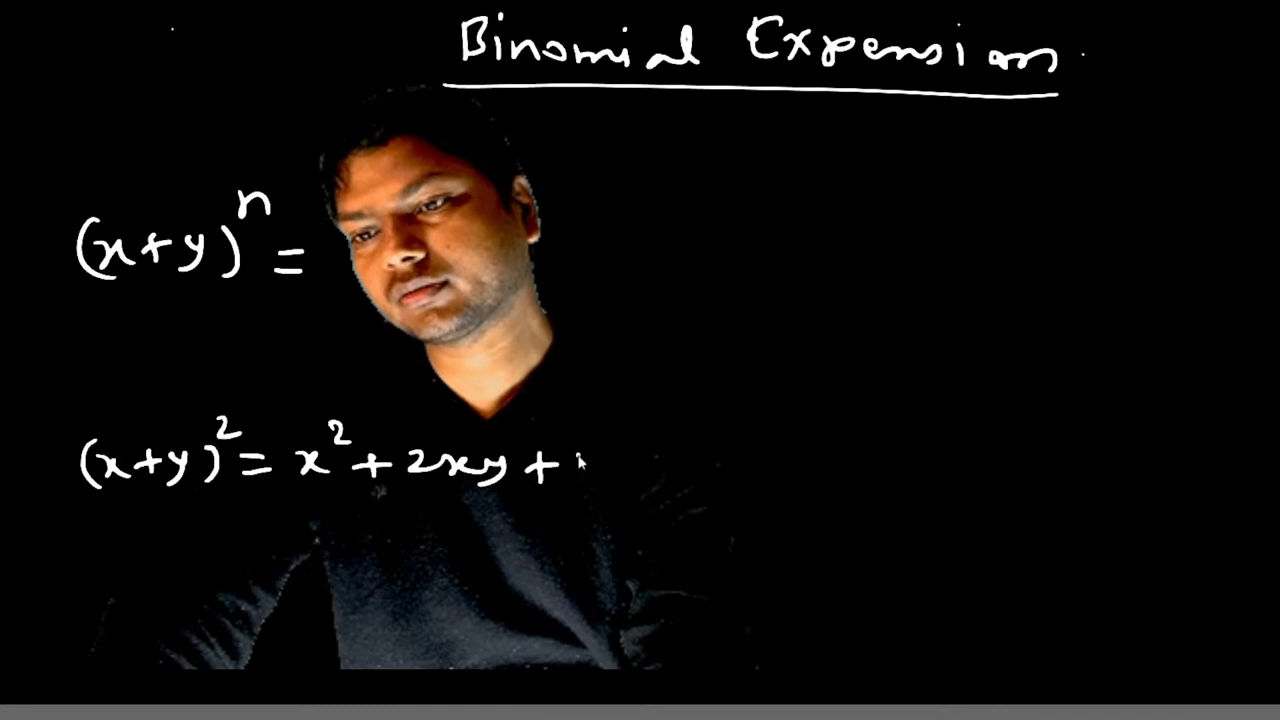 Binomial Expension
(x+y)^n =
(x+y)^2 = x^2 + 2xy +